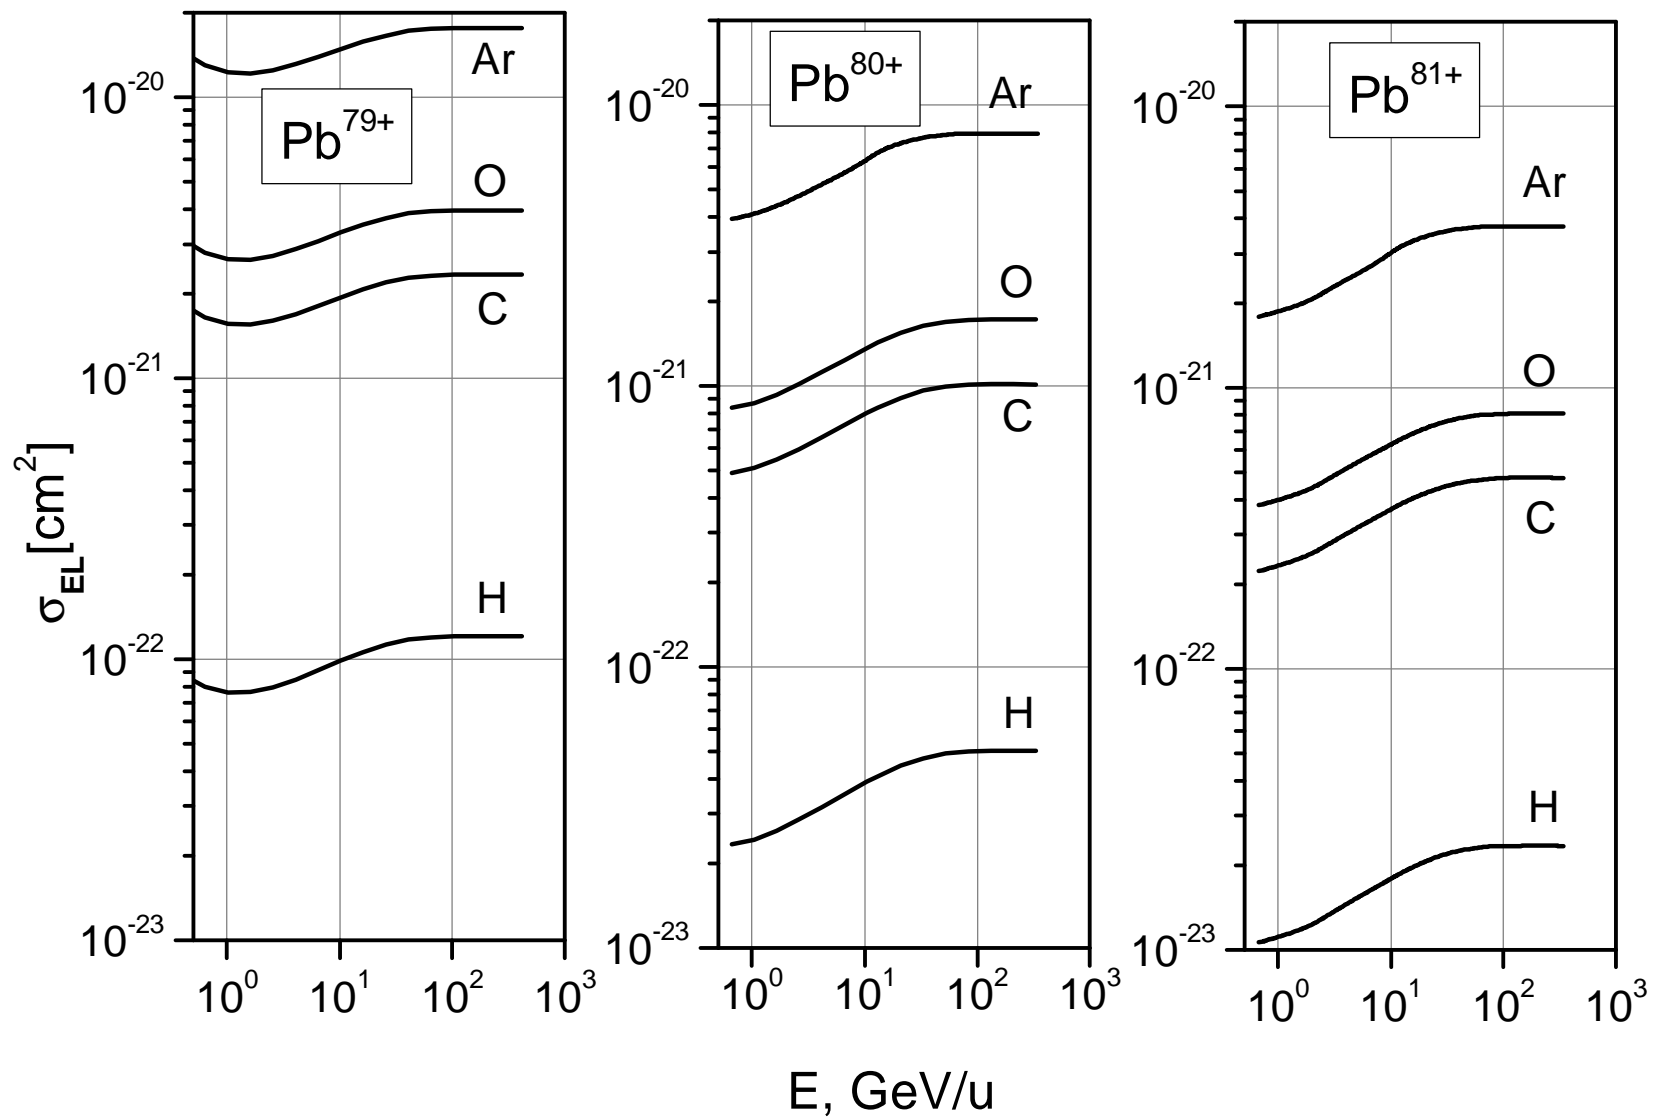 σEL[cm²]
10⁻²⁰
10⁻²¹
10⁻²²
10⁻²³
Pb⁷⁹⁺
Ar
O
C
H
10⁰ 10¹ 10² 10³
10⁻²⁰
10⁻²¹
10⁻²²
10⁻²³
Pb⁸⁰⁺
Ar
O
C
H
10⁰ 10¹ 10² 10³
10⁻²⁰
10⁻²¹
10⁻²²
10⁻²³
Pb⁸¹⁺
Ar
O
C
H
10⁰ 10¹ 10² 10³
E, GeV/u